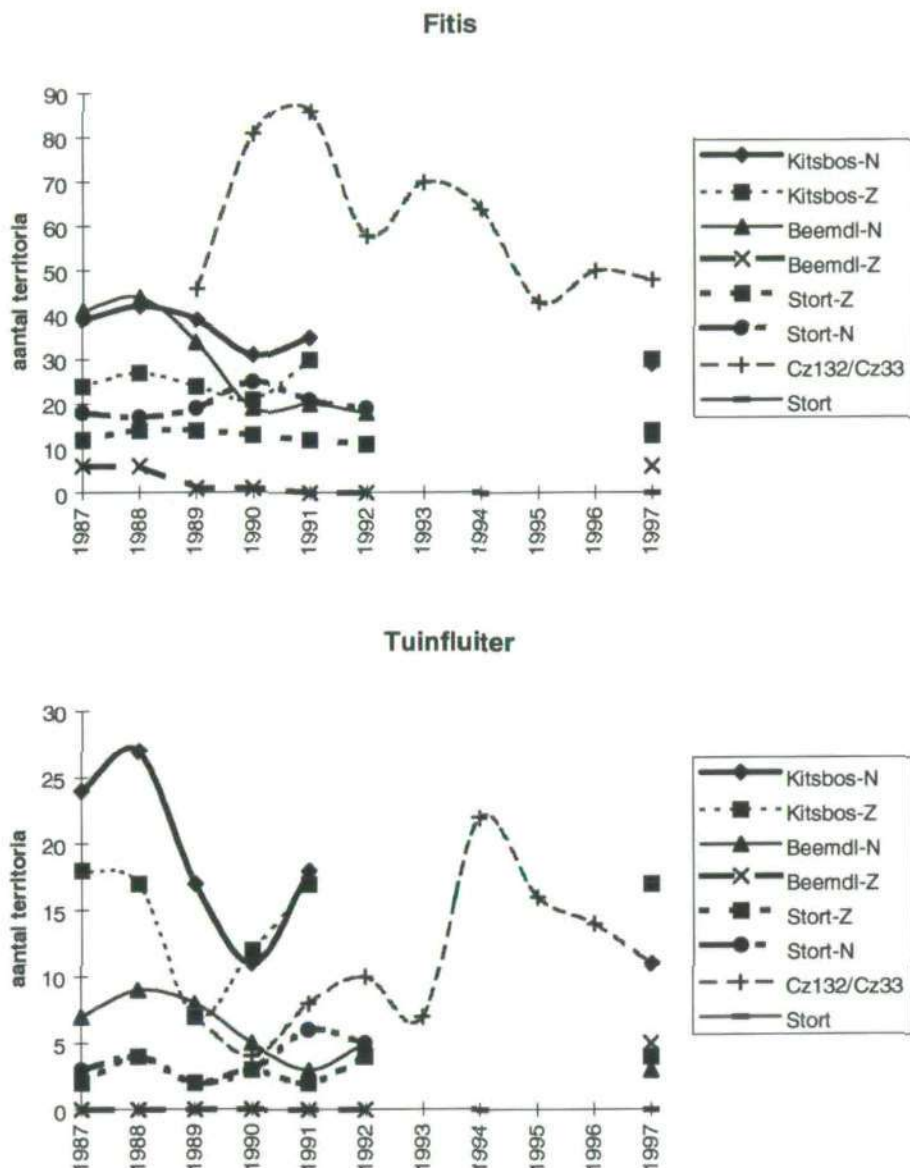 Fitis
aantal territoria
90
80
70
60
50
40
30
20
10
0
1987
1988
1989
1990
1991
1992
1993
1994
1995
1996
1997
Kitsbos-N
Kitsbos-Z
Beemdl-N
Beemdl-Z
Stort-Z
Stort-N
Cz132/Cz33
Stort
Tuinfluiter
aantal territoria
30
25
20
15
10
5
0
1987
1988
1989
1990
1991
1992
1993
1994
1995
1996
1997
Kitsbos-N
Kitsbos-Z
Beemdl-N
Beemdl-Z
Stort-Z
Stort-N
Cz132/Cz33
Stort